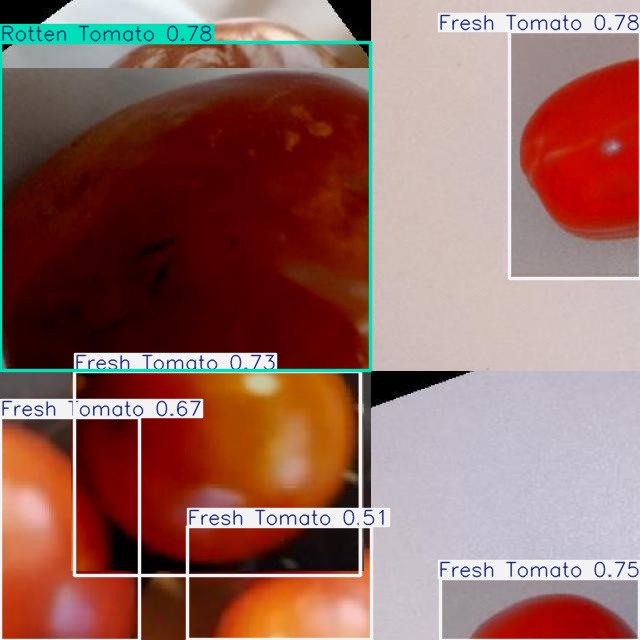 Rotten Tomato 0.78
Fresh Tomato 0.78
Fresh Tomato 0.73
Fresh Tomato 0.67
Fresh Tomato 0.51
Fresh Tomato 0.75